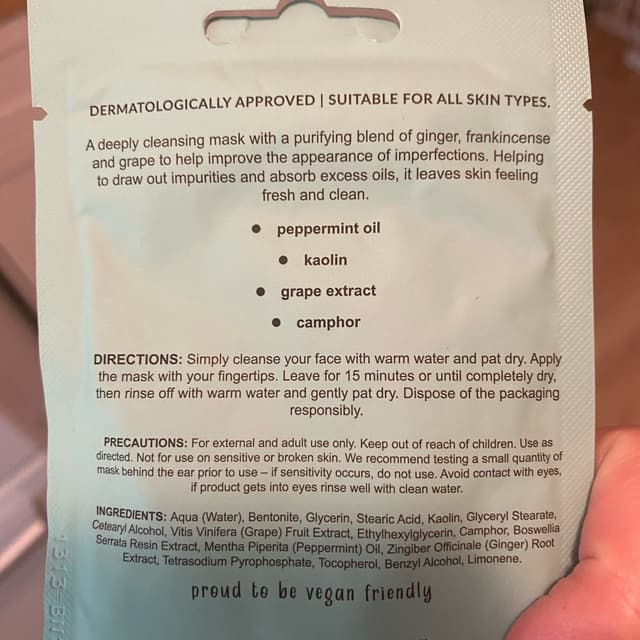 DERMATOLOGICALLY APPROVED | SUITABLE FOR ALL SKIN TYPES.
A deeply cleansing mask with a purifying blend of ginger, frankincense
and grape to help improve the appearance of imperfections. Helping
to draw out impurities and absorb excess oils, it leaves skin feeling
fresh and clean.
● peppermint oil
● kaolin
● grape extract
● camphor
DIRECTIONS: Simply cleanse your face with warm water and pat dry. Apply
the mask with your fingertips. Leave for 15 minutes or until completely dry,
then rinse off with warm water and gently pat dry. Dispose of the packaging
responsibly.
PRECAUTIONS: For external and adult use only. Keep out of reach of children. Use as
directed. Not for use on sensitive or broken skin. We recommend testing a small quantity of
mask behind the ear prior to use – if sensitivity occurs, do not use. Avoid contact with eyes,
if product gets into eyes rinse well with clean water.
INGREDIENTS: Aqua (Water), Bentonite, Glycerin, Stearic Acid, Kaolin, Glyceryl Stearate,
Cetearyl Alcohol, Vitis Vinifera (Grape) Fruit Extract, Ethylhexylglycerin, Camphor, Boswellia
Serrata Resin Extract, Mentha Piperita (Peppermint) Oil, Zingiber Officinale (Ginger) Root
Extract, Tetrasodium Pyrophosphate, Tocopherol, Benzyl Alcohol, Limonene.
proud to be vegan friendly